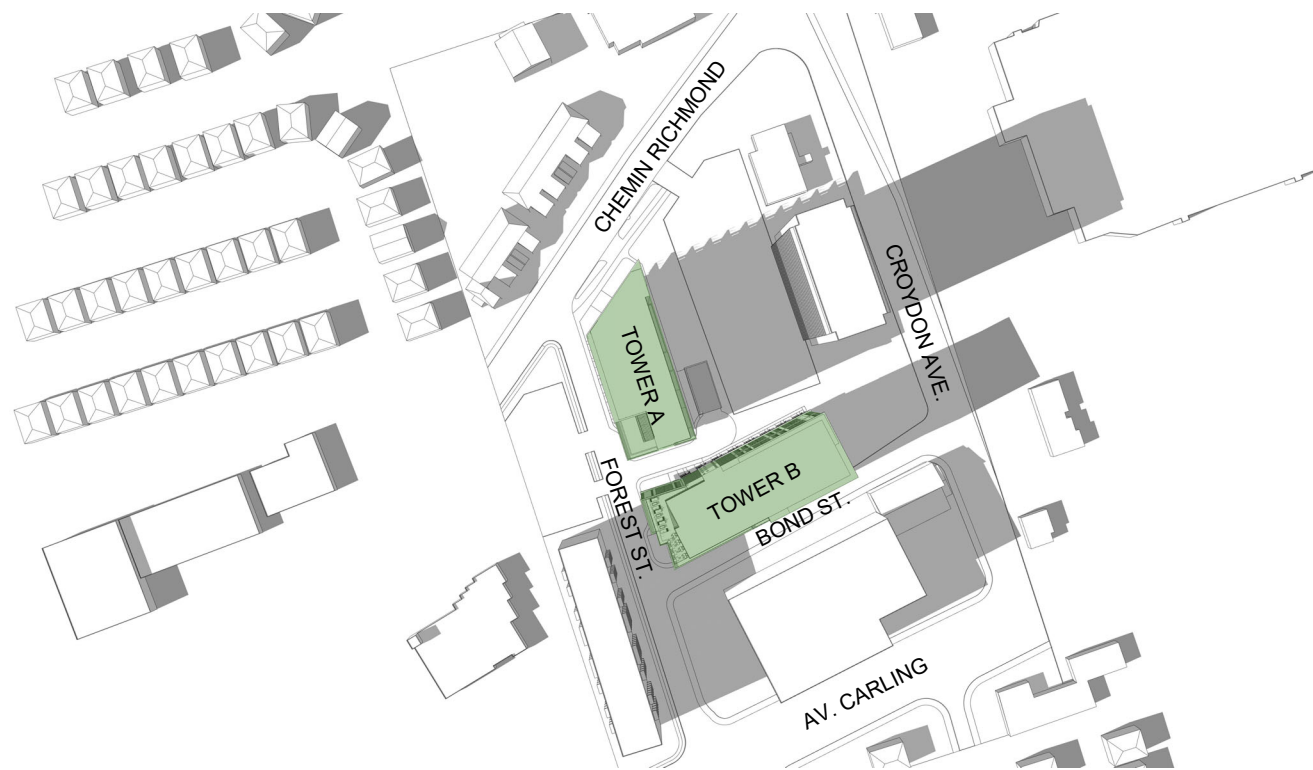 CHEMIN RICHMOND
CROYDON AVE.
TOWER A
TOWER B
FOREST ST.
BOND ST.
AV. CARLING